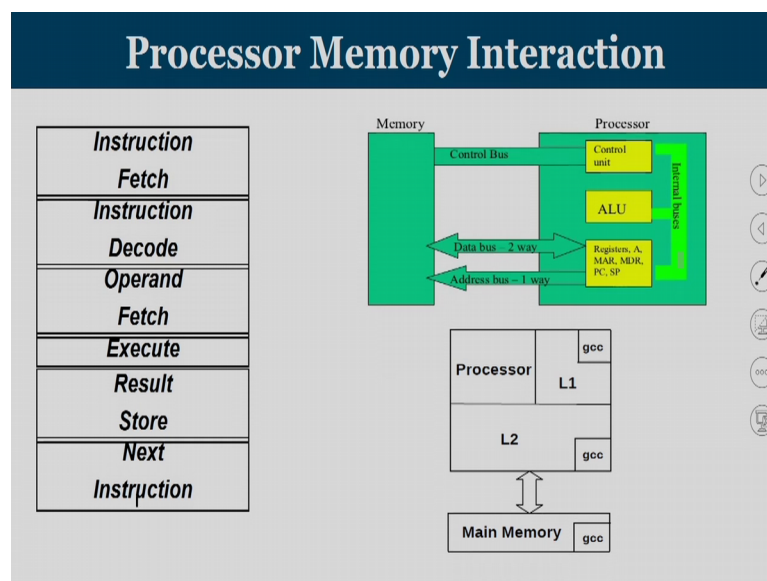 Processor Memory Interaction
Instruction
Fetch
Instruction
Decode
Operand
Fetch
Execute
Result
Store
Next
Instruction
Memory
Processor
Control Bus
Control
unit
ALU
Internal buses
Data bus – 2 way
Registers, A,
MAR, MDR,
PC, SP
Address bus – 1 way
Processor
gcc
L1
L2
gcc
Main Memory
gcc